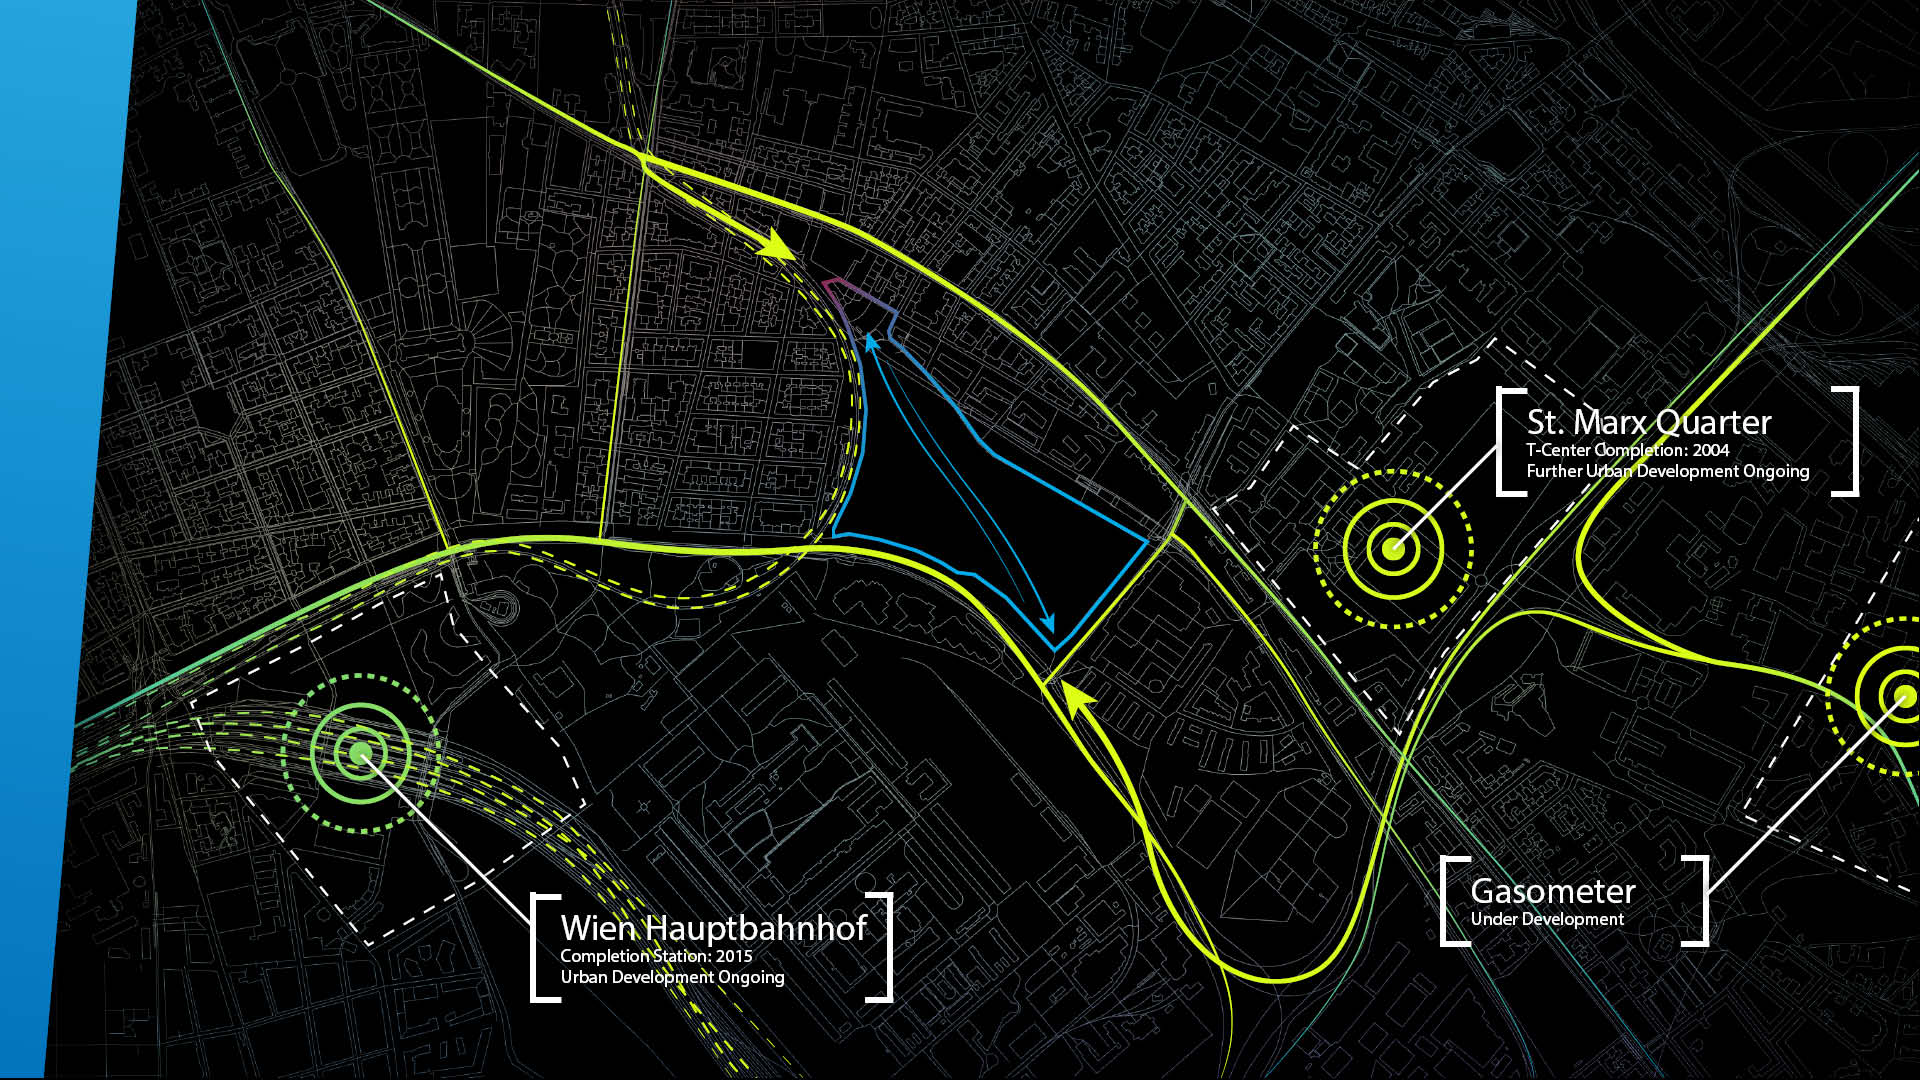 St. Marx Quarter
T-Center Completion: 2004
Further Urban Development Ongoing
Gasometer
Under Development
Wien Hauptbahnhof
Completion Station: 2015
Urban Development Ongoing